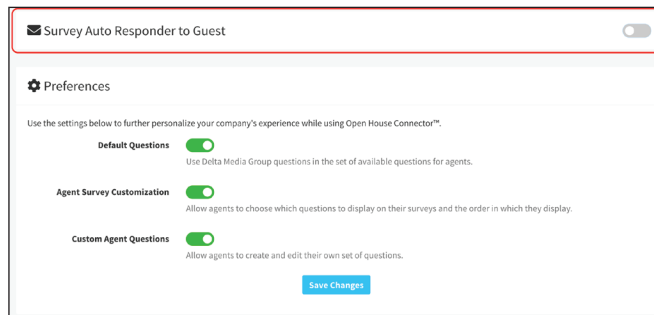 Survey Auto Responder to Guest
Preferences
Use the settings below to further personalize your company's experience while using Open House Connector™.
Default Questions
Use Delta Media Group questions in the set of available questions for agents.
Agent Survey Customization
Allow agents to choose which questions to display on their surveys and the order in which they display.
Custom Agent Questions
Allow agents to create and edit their own set of questions.
Save Changes